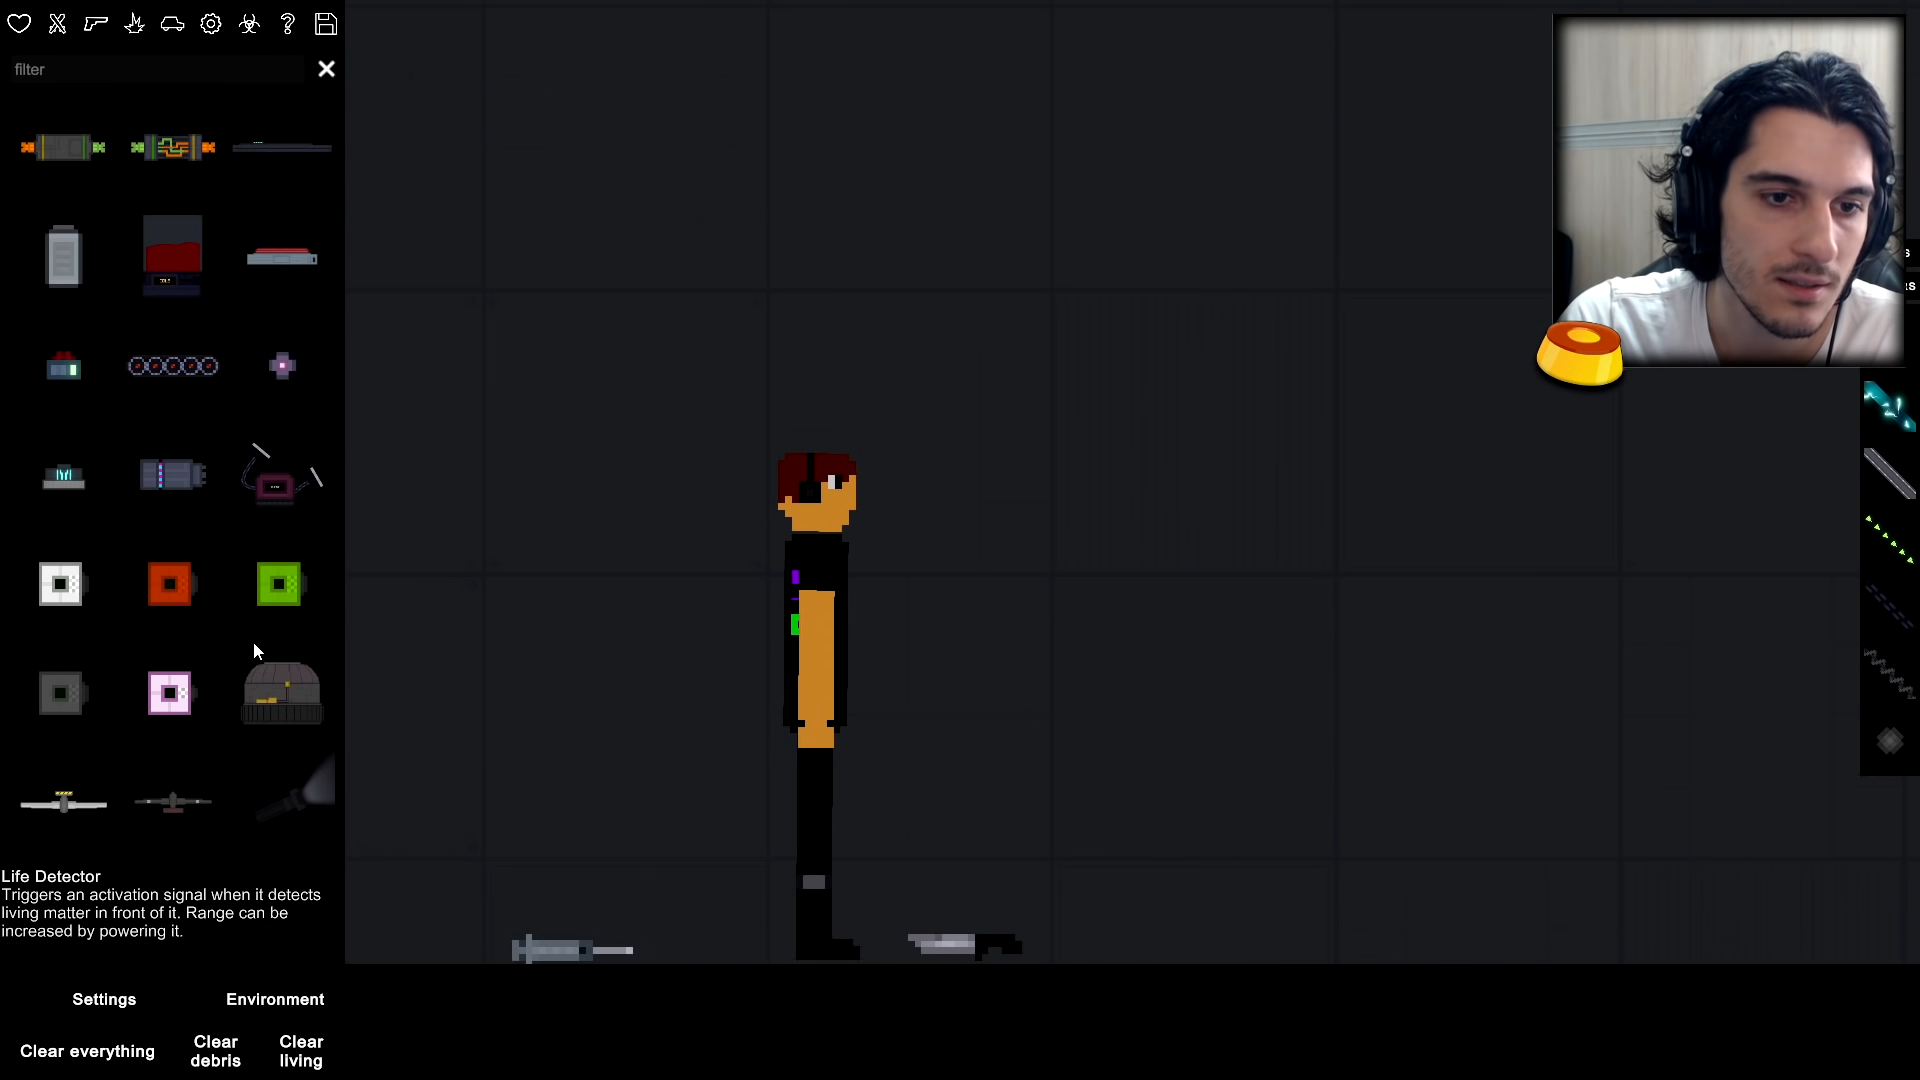 filter
Life Detector
Triggers an activation signal when it detects
living matter in front of it. Range can be
increased by powering it.
Settings
Environment
Clear everything
Clear
debris
Clear
living